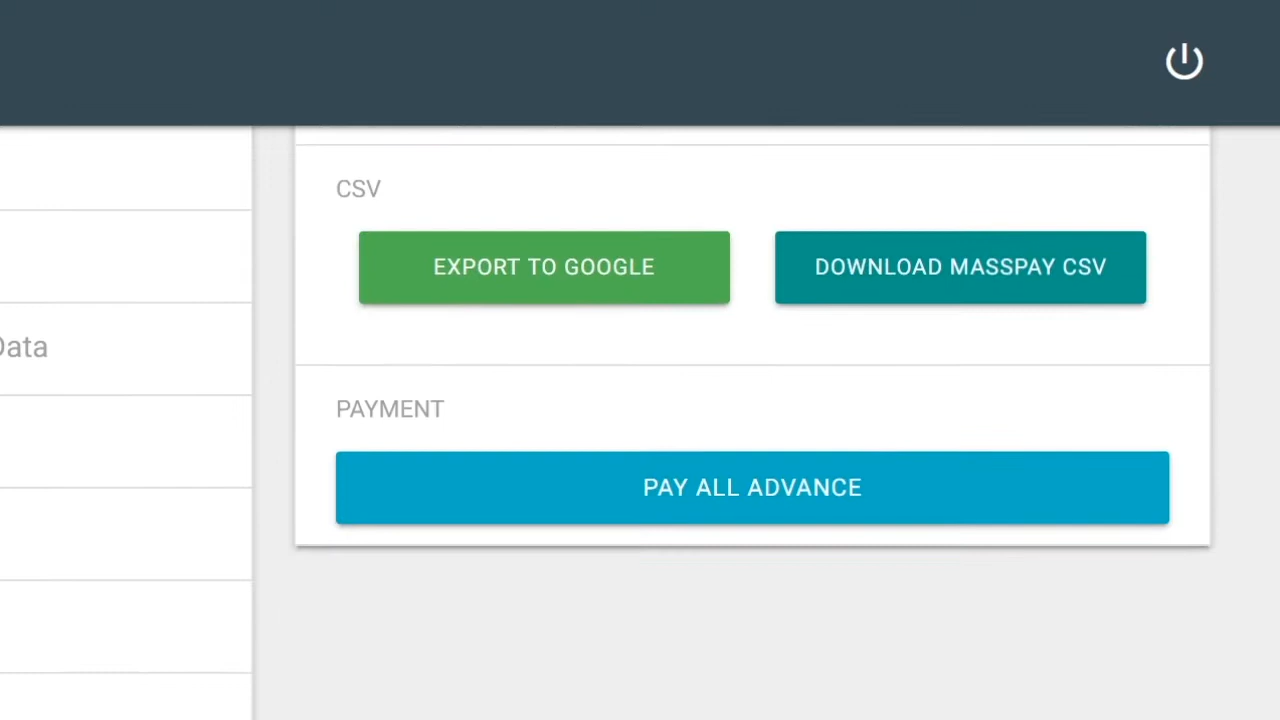 CSV
EXPORT TO GOOGLE
DOWNLOAD MASSPAY CSV
Data
PAYMENT
PAY ALL ADVANCE